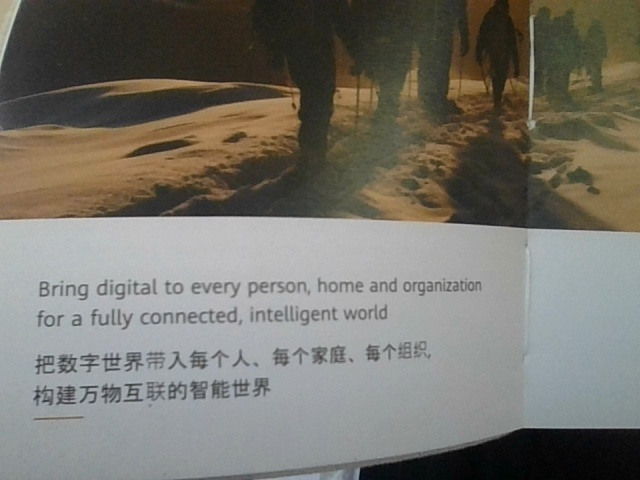 Bring digital to every person, home and organization
for a fully connected, intelligent world
把数字世界带入每个人、每个家庭、每个组织,
构建万物互联的智能世界